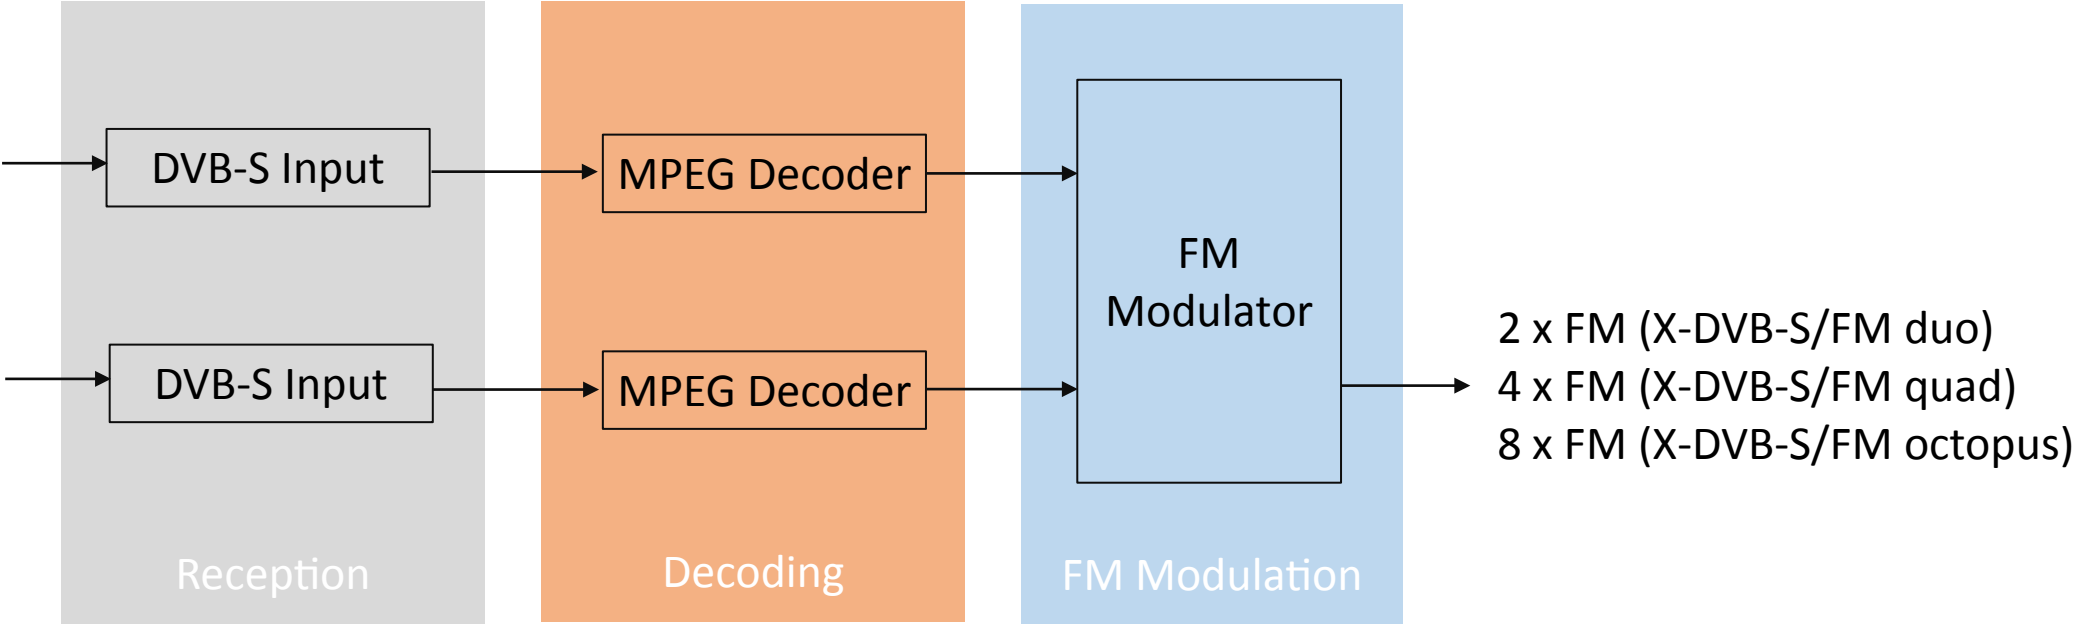 DVB-S Input
MPEG Decoder
FM
Modulator
DVB-S Input
MPEG Decoder
2 x FM (X-DVB-S/FM duo)
4 x FM (X-DVB-S/FM quad)
8 x FM (X-DVB-S/FM octopus)
Reception
Decoding
FM Modulation